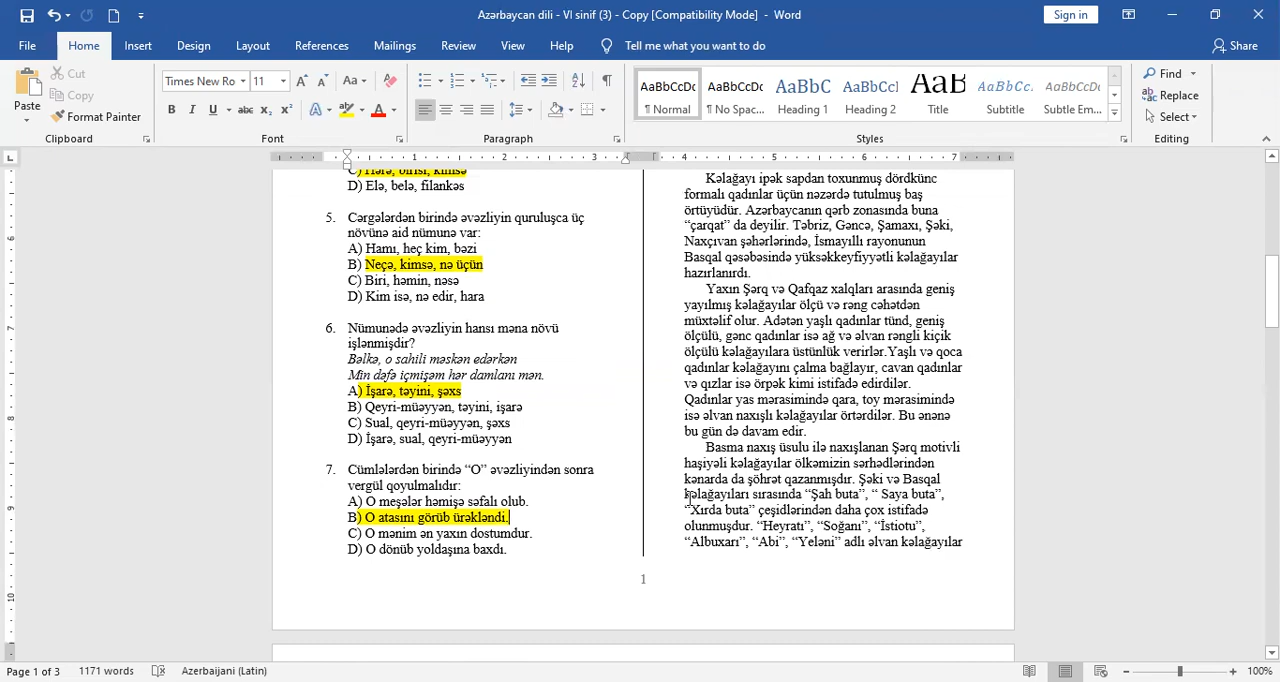 Azərbaycan dili - VI sinif (3) - Copy [Compatibility Mode] - Word
Sign in
File Home Insert Design Layout References Mailings Review View Help Tell me what you want to do Share
Paste
Cut
Copy
Format Painter
Clipboard
Times New Ro 11
Font
Paragraph
AaBbCcDc AaBbCcDc AaBbC AaBbCcI AaB AaBbCc. AaBbCcDc
¶ Normal ¶ No Spac... Heading 1 Heading 2 Title Subtitle Subtle Em...
Styles
Find
Replace
Select
Editing
1 2 3 4 5 6 7
C) Hərə, birisi, kimsə
D) Elə, belə, filankəs
5. Cərgələrdən birində əvəzliyin quruluşca üç
növünə aid nümunə var:
A) Hamı, heç kim, bəzi
B) Neçə, kimsə, nə üçün
C) Biri, həmin, nəsə
D) Kim isə, nə edir, hara
6. Nümunədə əvəzliyin hansı məna növü
işlənmişdir?
Bəlkə, o sahili məskən edərkən
Min dəfə içmişəm hər damlanı mən.
A) İşarə, təyini, şəxs
B) Qeyri-müəyyən, təyini, işarə
C) Sual, qeyri-müəyyən, şəxs
D) İşarə, sual, qeyri-müəyyən
7. Cümlələrdən birində “O” əvəzliyindən sonra
vergül qoyulmalıdır:
A) O meşələr həmişə səfalı olub.
B) O atasını görüb ürəkləndi.
C) O mənim ən yaxın dostumdur.
D) O dönüb yoldaşına baxdı.
Kəlağayı ipək sapdan toxunmuş dördkünc
formalı qadınlar üçün nəzərdə tutulmuş baş
örtüyüdür. Azərbaycanın qərb zonasında buna
“çarqat” da deyilir. Təbriz, Gəncə, Şamaxı, Şəki,
Naxçıvan şəhərlərində, İsmayıllı rayonunun
Basqal qəsəbəsində yüksəkkeyfiyyətli kəlağayılar
hazırlanırdı.
Yaxın Şərq və Qafqaz xalqları arasında geniş
yayılmış kəlağayılar ölçü və rəng cəhətdən
müxtəlif olur. Adətən yaşlı qadınlar tünd, geniş
ölçülü, gənc qadınlar isə ağ və əlvan rəngli kiçik
ölçülü kəlağayılara üstünlük verirlər.Yaşlı və qoca
qadınlar kəlağayını çalma bağlayır, cavan qadınlar
və qızlar isə örpək kimi istifadə edirdilər.
Qadınlar yas mərasimində qara, toy mərasimində
isə əlvan naxışlı kəlağayılar örtərdilər. Bu ənənə
bu gün də davam edir.
Basma naxış üsulu ilə naxışlanan Şərq motivli
haşiyəli kəlağayılar ölkəmizin sərhədlərindən
kənarda da şöhrət qazanmışdır. Şəki və Basqal
kəlağayıları sırasında “Şah buta”, “ Saya buta”,
“Xırda buta” çeşidlərindən daha çox istifadə
olunmuşdur. “Heyratı”, “Soğanı”, “İstiotu”,
“Albuxarı”, “Abi”, “Yeləni” adlı əlvan kəlağayılar
1
Page 1 of 3 1171 words Azerbaijani (Latin) 100%